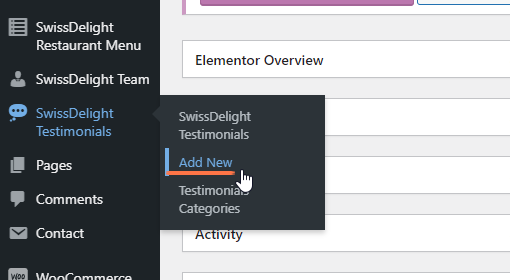 SwissDelight
Restaurant Menu
SwissDelight Team
SwissDelight
Testimonials
Pages
Comments
Contact
WooCommerce
SwissDelight
Testimonials
Add New
Testimonials
Categories
Elementor Overview
Activity